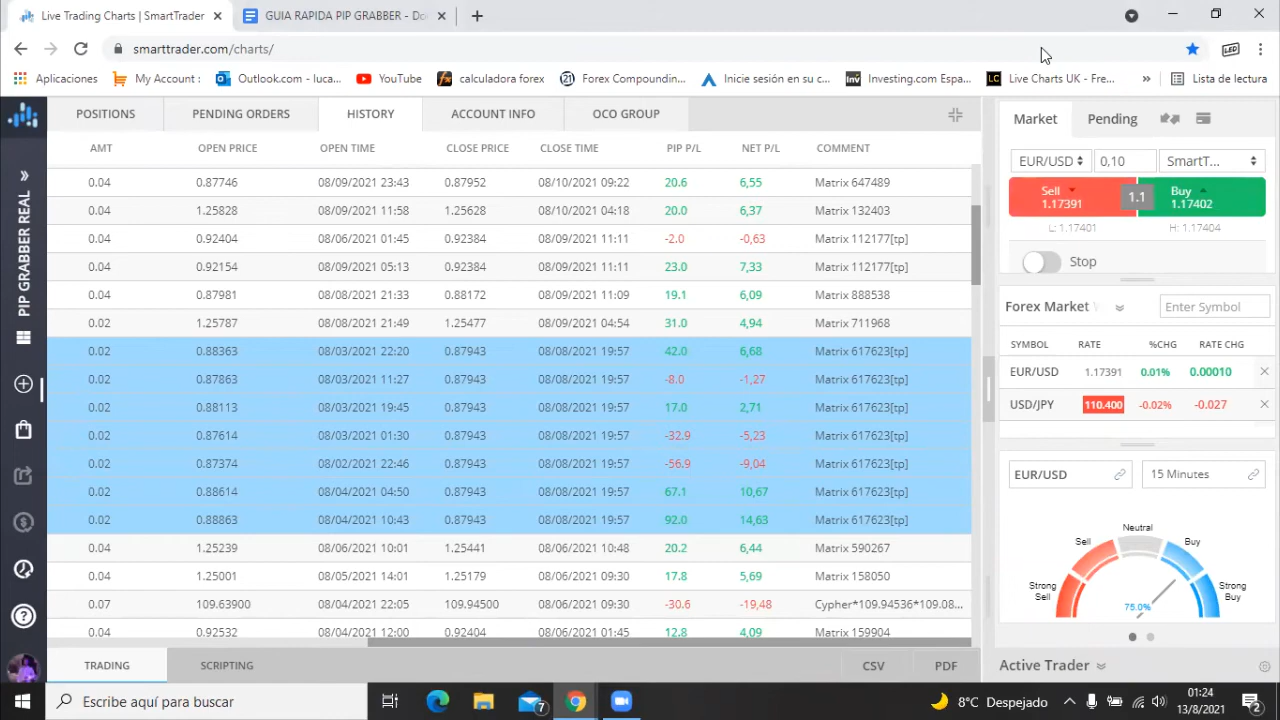 Live Trading Charts | SmartTrader
GUIA RAPIDA PIP GRABBER - Do
smarttrader.com/charts/
LEO
Aplicaciones My Account : Outlook.com - luca... YouTube calculadora forex Forex Compoundin... Inicie sesión en su c... Investing.com Espa... Live Charts UK - Fre... » Lista de lectura
POSITIONS PENDING ORDERS HISTORY ACCOUNT INFO OCO GROUP
AMT OPEN PRICE OPEN TIME CLOSE PRICE CLOSE TIME PIP P/L NET P/L COMMENT
0.04 0.87746 08/09/2021 23:43 0.87952 08/10/2021 09:22 20.6 6,55 Matrix 647489
0.04 1.25828 08/09/2021 11:58 1.25628 08/10/2021 04:18 20.0 6,37 Matrix 132403
0.04 0.92404 08/06/2021 01:45 0.92384 08/09/2021 11:11 -2.0 -0,63 Matrix 112177[tp]
0.04 0.92154 08/09/2021 05:13 0.92384 08/09/2021 11:11 23.0 7,33 Matrix 112177[tp]
0.04 0.87981 08/08/2021 21:33 0.88172 08/09/2021 11:09 19.1 6,09 Matrix 888538
0.02 1.25787 08/08/2021 21:49 1.25477 08/09/2021 04:54 31.0 4,94 Matrix 711968
0.02 0.88363 08/03/2021 22:20 0.87943 08/08/2021 19:57 42.0 6,68 Matrix 617623[tp]
0.02 0.87863 08/03/2021 11:27 0.87943 08/08/2021 19:57 -8.0 -1,27 Matrix 617623[tp]
0.02 0.88113 08/03/2021 19:45 0.87943 08/08/2021 19:57 17.0 2,71 Matrix 617623[tp]
0.02 0.87614 08/03/2021 01:30 0.87943 08/08/2021 19:57 -32.9 -5,23 Matrix 617623[tp]
0.02 0.87374 08/02/2021 22:46 0.87943 08/08/2021 19:57 -56.9 -9,04 Matrix 617623[tp]
0.02 0.88614 08/04/2021 04:50 0.87943 08/08/2021 19:57 67.1 10,67 Matrix 617623[tp]
0.02 0.88863 08/04/2021 10:43 0.87943 08/08/2021 19:57 92.0 14,63 Matrix 617623[tp]
0.04 1.25239 08/06/2021 10:01 1.25441 08/06/2021 10:48 20.2 6,44 Matrix 590267
0.04 1.25001 08/05/2021 14:01 1.25179 08/06/2021 09:30 17.8 5,69 Matrix 158050
0.07 109.63900 08/04/2021 22:05 109.94500 08/06/2021 09:30 -30.6 -19,48 Cypher*109.94536*109.08...
0.04 0.92532 08/04/2021 12:00 0.92404 08/06/2021 01:45 12.8 4,09 Matrix 159904
TRADING SCRIPTING CSV PDF
PIP GRABBER REAL »
Market Pending
EUR/USD 0,10 SmartT...
Sell 1.17391 1.1 Buy 1.17402
L: 1.17401 H: 1.17404
Stop
Forex Market Enter Symbol
SYMBOL RATE %CHG RATE CHG
EUR/USD 1.17391 0.01% 0.00010
USD/JPY 110.400 -0.02% -0.027
EUR/USD 15 Minutes
Neutral
Sell Buy
Strong Sell 75.0% Strong Buy
Active Trader
Escribe aquí para buscar 7 8°C Despejado 01:24
13/8/2021 2